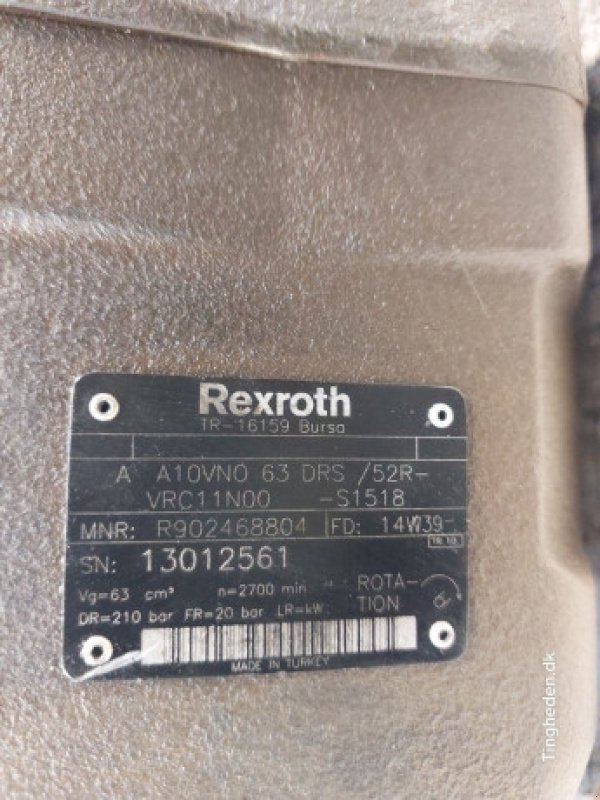 Rexroth
TR-16159 Bursa
A A10VNO 63 DRS /52R-
VRC11N00 -S1518
MNR: R902468804 FD: 14W39-
SN: 13012561
Vg=63 cm³ n=2700 min⁻¹ ROTA-
TION
DR=210 bar FR=20 bar LR=kW
MADE IN TURKEY
Tingheden.dk